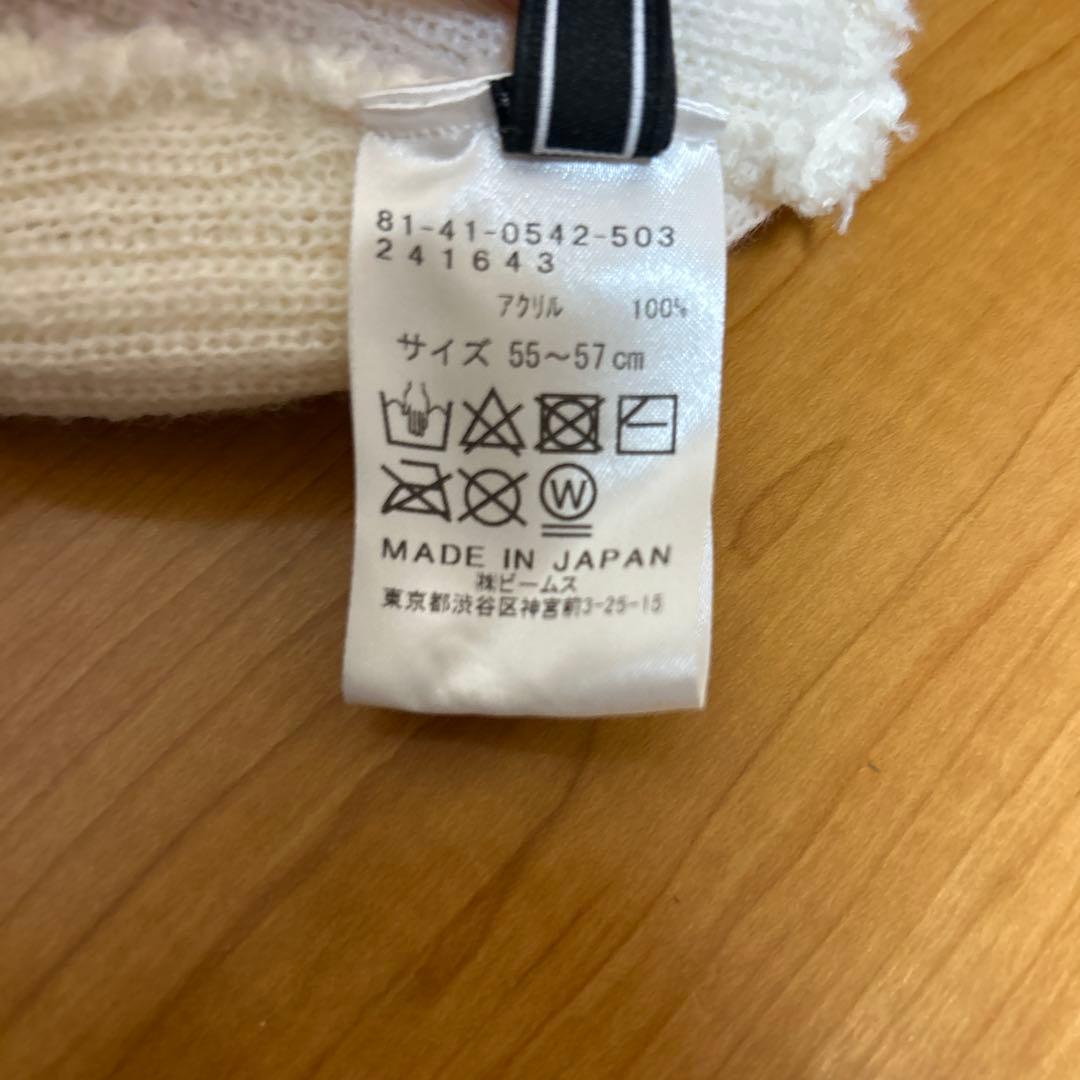 81-41-0542-503
241643
アクリル 100%
サイズ 55～57cm
W
MADE IN JAPAN
㈱ビームス
東京都渋谷区神宮前3-25-15